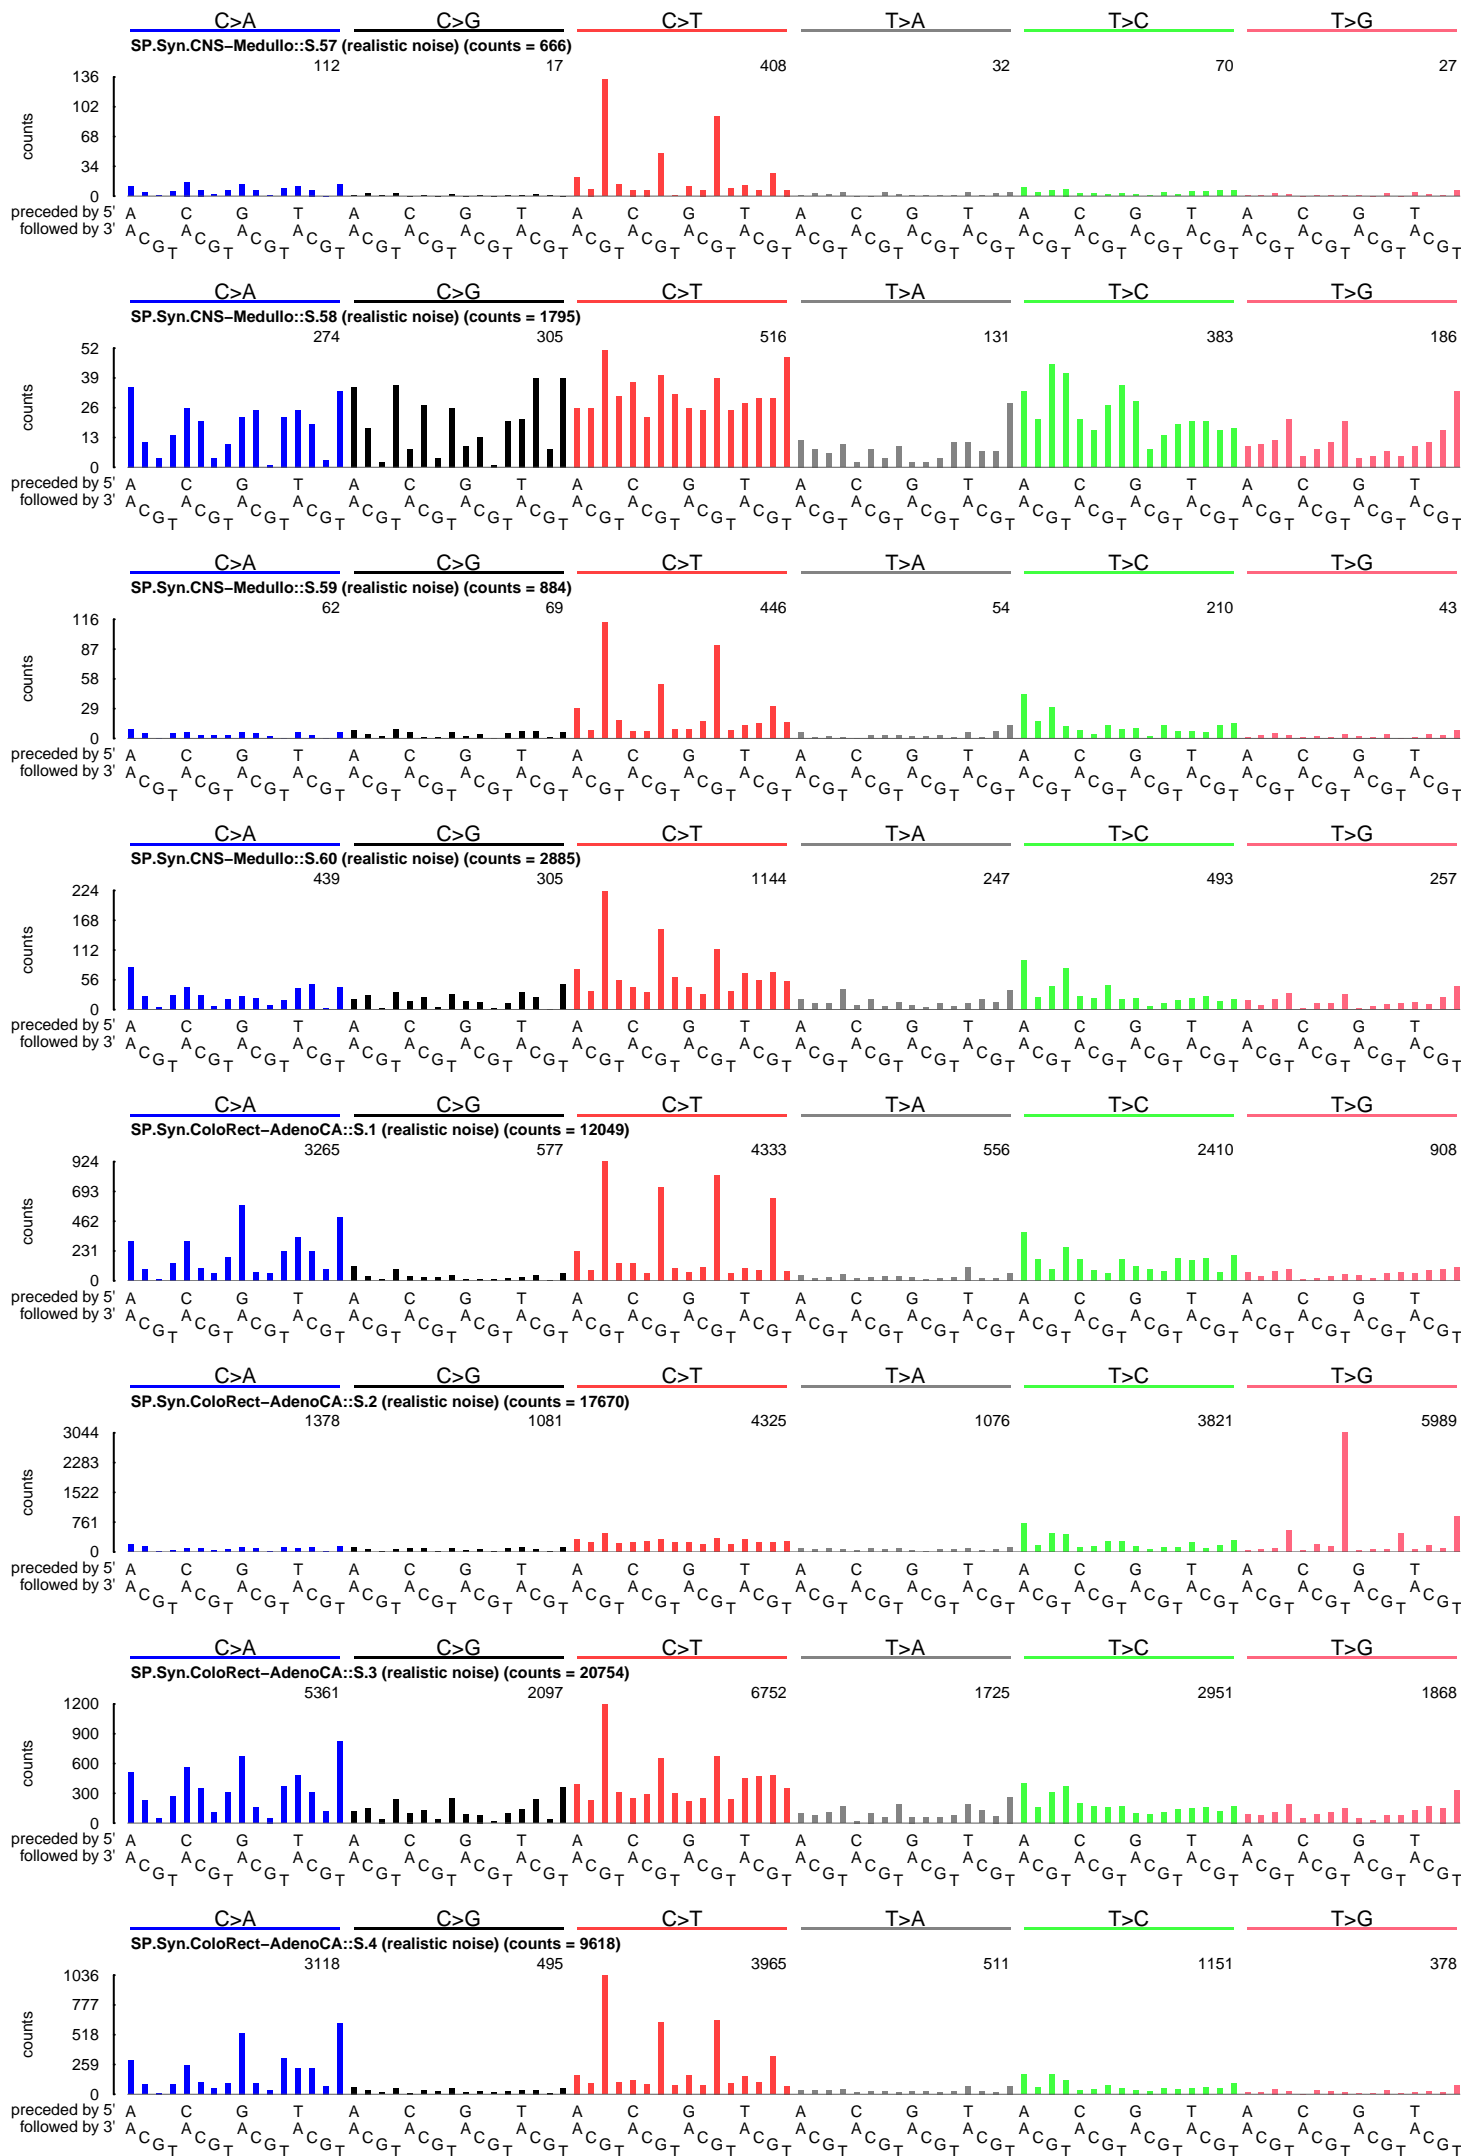 C>A C>G C>T T>A T>C T>G
SP.Syn.CNS−Medullo::S.57 (realistic noise) (counts = 666)
112 17 408 32 70 27
136
102
68
34
0
counts
preceded by 5' A C G T A C G T A C G T A C G T A C G T A C G T
followed by 3' A C G T A C G T A C G T A C G T A C G T A C G T A C G T A C G T A C G T A C G T A C G T A C G T A C G T A C G T A C G T A C G T A C G T A C G T A C G T A C G T A C G T A C G T A C G T A C G T
C>A C>G C>T T>A T>C T>G
SP.Syn.CNS−Medullo::S.58 (realistic noise) (counts = 1795)
274 305 516 131 383 186
52
39
26
13
0
counts
preceded by 5' A C G T A C G T A C G T A C G T A C G T A C G T
followed by 3' A C G T A C G T A C G T A C G T A C G T A C G T A C G T A C G T A C G T A C G T A C G T A C G T A C G T A C G T A C G T A C G T A C G T A C G T A C G T A C G T A C G T A C G T A C G T A C G T
C>A C>G C>T T>A T>C T>G
SP.Syn.CNS−Medullo::S.59 (realistic noise) (counts = 884)
62 69 446 54 210 43
116
87
58
29
0
counts
preceded by 5' A C G T A C G T A C G T A C G T A C G T A C G T
followed by 3' A C G T A C G T A C G T A C G T A C G T A C G T A C G T A C G T A C G T A C G T A C G T A C G T A C G T A C G T A C G T A C G T A C G T A C G T A C G T A C G T A C G T A C G T A C G T A C G T
C>A C>G C>T T>A T>C T>G
SP.Syn.CNS−Medullo::S.60 (realistic noise) (counts = 2885)
439 305 1144 247 493 257
224
168
112
56
0
counts
preceded by 5' A C G T A C G T A C G T A C G T A C G T A C G T
followed by 3' A C G T A C G T A C G T A C G T A C G T A C G T A C G T A C G T A C G T A C G T A C G T A C G T A C G T A C G T A C G T A C G T A C G T A C G T A C G T A C G T A C G T A C G T A C G T A C G T
C>A C>G C>T T>A T>C T>G
SP.Syn.ColoRect−AdenoCA::S.1 (realistic noise) (counts = 12049)
3265 577 4333 556 2410 908
924
693
462
231
0
counts
preceded by 5' A C G T A C G T A C G T A C G T A C G T A C G T
followed by 3' A C G T A C G T A C G T A C G T A C G T A C G T A C G T A C G T A C G T A C G T A C G T A C G T A C G T A C G T A C G T A C G T A C G T A C G T A C G T A C G T A C G T A C G T A C G T A C G T
C>A C>G C>T T>A T>C T>G
SP.Syn.ColoRect−AdenoCA::S.2 (realistic noise) (counts = 17670)
1378 1081 4325 1076 3821 5989
3044
2283
1522
761
0
counts
preceded by 5' A C G T A C G T A C G T A C G T A C G T A C G T
followed by 3' A C G T A C G T A C G T A C G T A C G T A C G T A C G T A C G T A C G T A C G T A C G T A C G T A C G T A C G T A C G T A C G T A C G T A C G T A C G T A C G T A C G T A C G T A C G T A C G T
C>A C>G C>T T>A T>C T>G
SP.Syn.ColoRect−AdenoCA::S.3 (realistic noise) (counts = 20754)
5361 2097 6752 1725 2951 1868
1200
900
600
300
0
counts
preceded by 5' A C G T A C G T A C G T A C G T A C G T A C G T
followed by 3' A C G T A C G T A C G T A C G T A C G T A C G T A C G T A C G T A C G T A C G T A C G T A C G T A C G T A C G T A C G T A C G T A C G T A C G T A C G T A C G T A C G T A C G T A C G T A C G T
C>A C>G C>T T>A T>C T>G
SP.Syn.ColoRect−AdenoCA::S.4 (realistic noise) (counts = 9618)
3118 495 3965 511 1151 378
1036
777
518
259
0
counts
preceded by 5' A C G T A C G T A C G T A C G T A C G T A C G T
followed by 3' A C G T A C G T A C G T A C G T A C G T A C G T A C G T A C G T A C G T A C G T A C G T A C G T A C G T A C G T A C G T A C G T A C G T A C G T A C G T A C G T A C G T A C G T A C G T A C G T